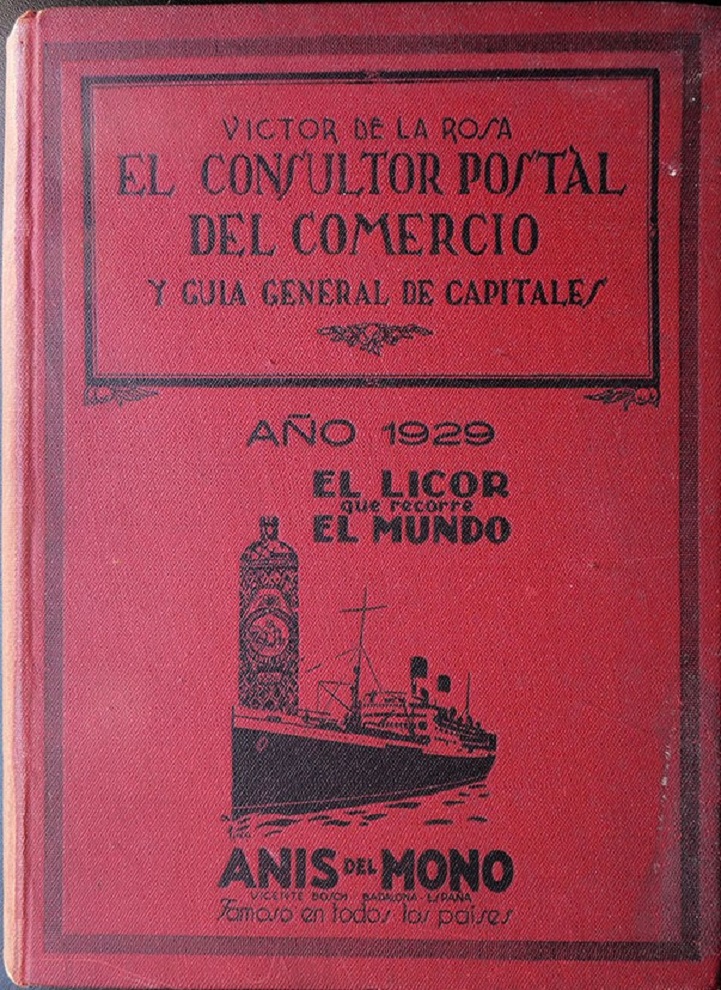 VICTOR DE LA ROSA
EL CONSULTOR POSTAL
DEL COMERCIO
Y GUIA GENERAL DE CAPITALES
AÑO 1929
EL LICOR
que recorre
EL MUNDO
ANIS DEL MONO
VICENTE BOSCH BADALONA - ESPAÑA
Famoso en todos los países